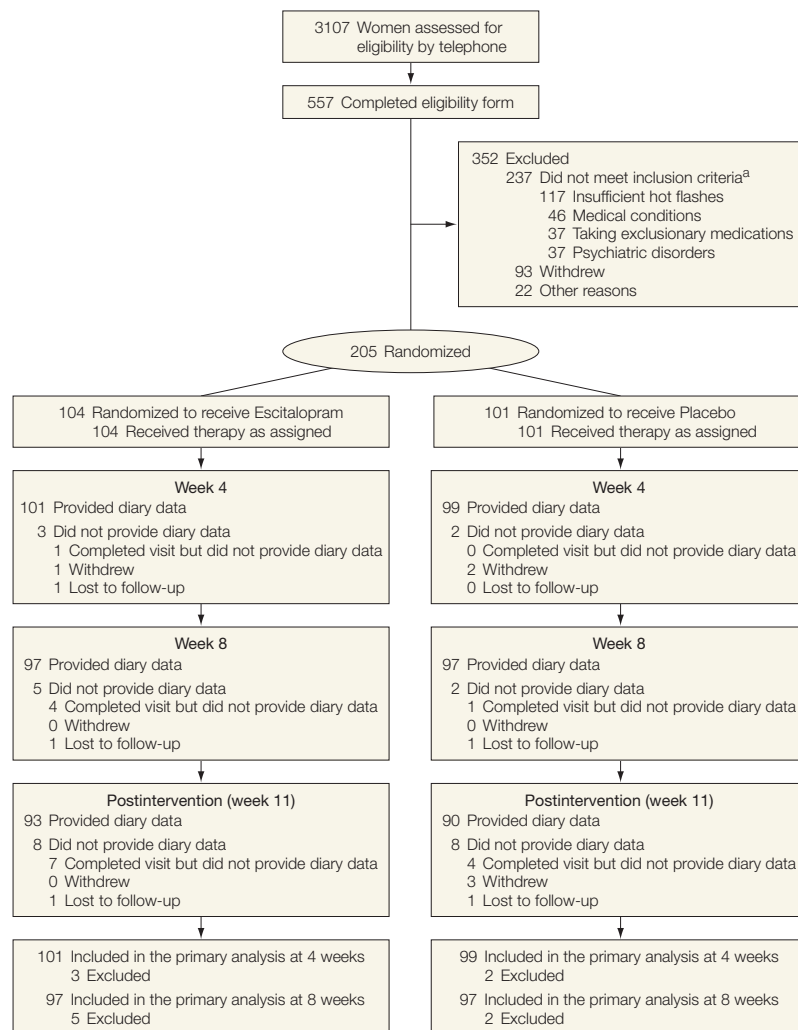 3107 Women assessed for
eligibility by telephone
557 Completed eligibility form
352 Excluded
237 Did not meet inclusion criteriaa
117 Insufficient hot flashes
46 Medical conditions
37 Taking exclusionary medications
37 Psychiatric disorders
93 Withdrew
22 Other reasons
205 Randomized
104 Randomized to receive Escitalopram
104 Received therapy as assigned
101 Randomized to receive Placebo
101 Received therapy as assigned
Week 4
101 Provided diary data
3 Did not provide diary data
1 Completed visit but did not provide diary data
1 Withdrew
1 Lost to follow-up
Week 4
99 Provided diary data
2 Did not provide diary data
0 Completed visit but did not provide diary data
2 Withdrew
0 Lost to follow-up
Week 8
97 Provided diary data
5 Did not provide diary data
4 Completed visit but did not provide diary data
0 Withdrew
1 Lost to follow-up
Week 8
97 Provided diary data
2 Did not provide diary data
1 Completed visit but did not provide diary data
0 Withdrew
1 Lost to follow-up
Postintervention (week 11)
93 Provided diary data
8 Did not provide diary data
7 Completed visit but did not provide diary data
0 Withdrew
1 Lost to follow-up
Postintervention (week 11)
90 Provided diary data
8 Did not provide diary data
4 Completed visit but did not provide diary data
3 Withdrew
1 Lost to follow-up
101 Included in the primary analysis at 4 weeks
3 Excluded
97 Included in the primary analysis at 8 weeks
5 Excluded
99 Included in the primary analysis at 4 weeks
2 Excluded
97 Included in the primary analysis at 8 weeks
2 Excluded